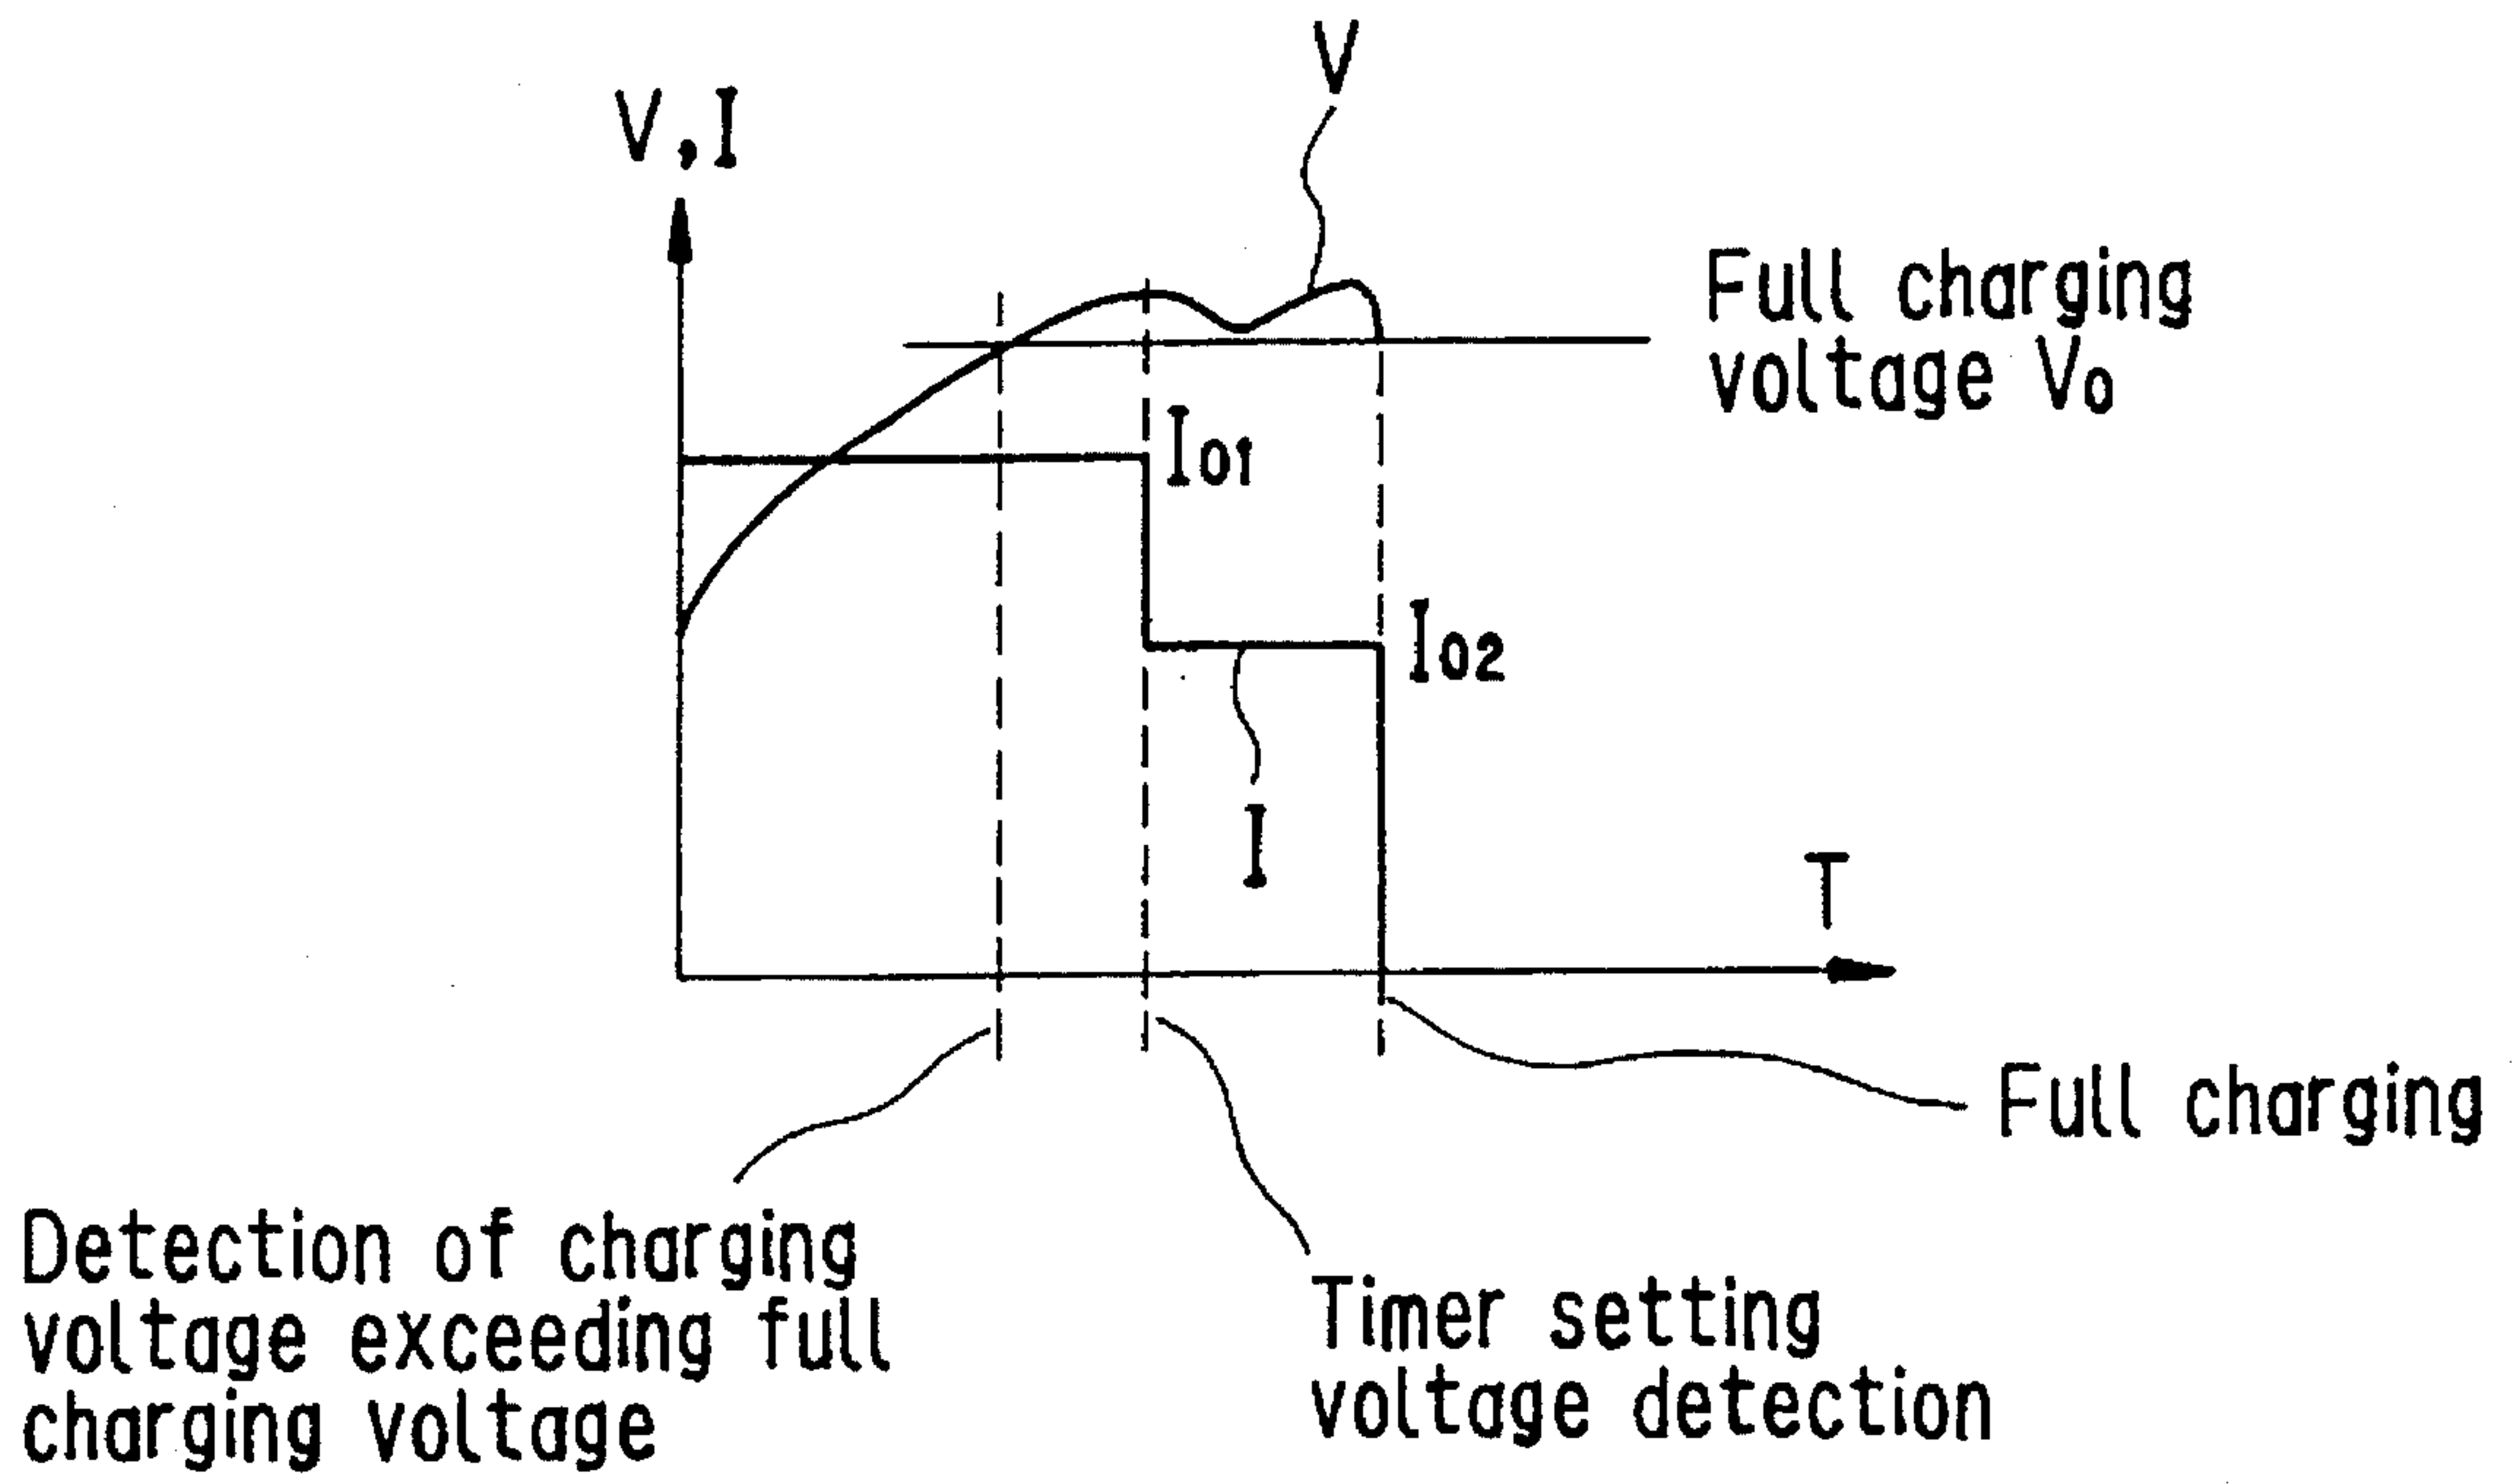 V
V,I
Full charging
voltage V0
I01
I02
I
T
Full charging
Detection of charging
voltage exceeding full
charging voltage
Timer setting
voltage detection